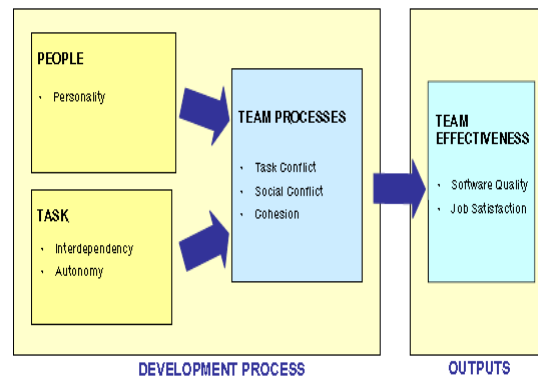 PEOPLE
· Personality
TASK
· Interdependency
· Autonomy
TEAM PROCESSES
· Task Conflict
· Social Conflict
· Cohesion
TEAM
EFFECTIVENESS
· Software Quality
· Job Satisfaction
DEVELOPMENT PROCESS
OUTPUTS